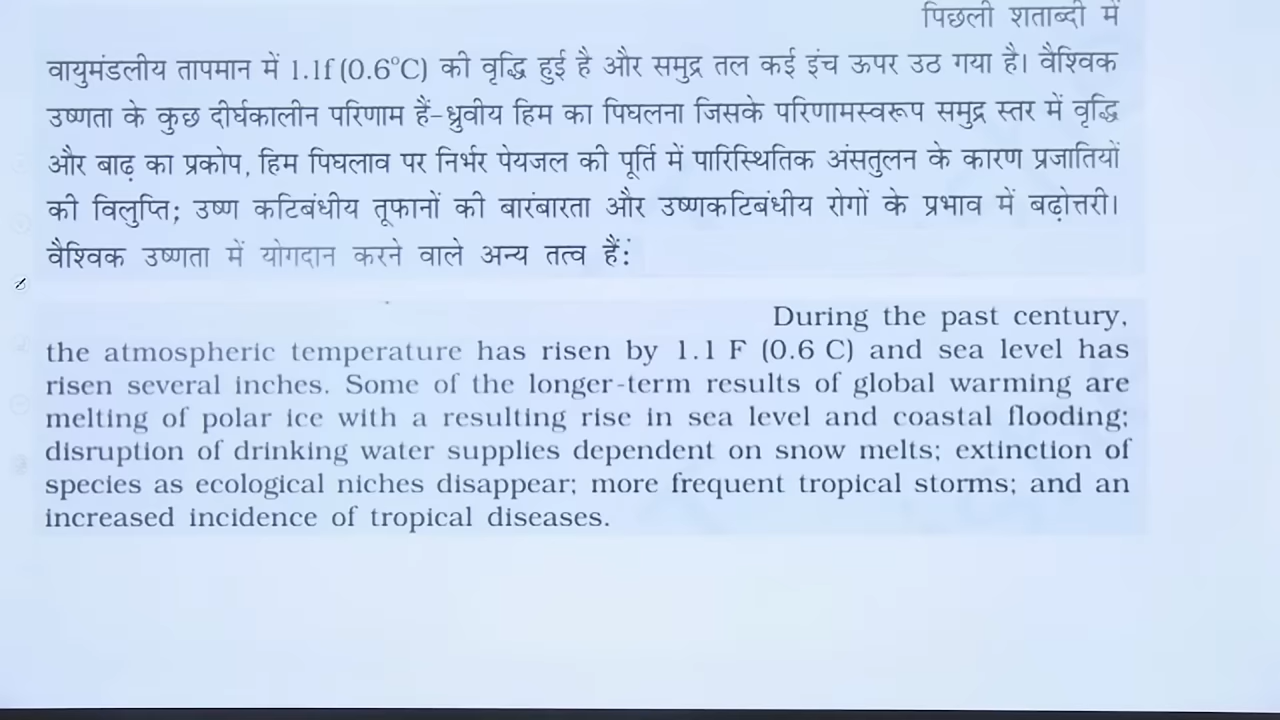 पिछली शताब्दी में
वायुमंडलीय तापमान में 1.1f (0.6°C) की वृद्धि हुई है और समुद्र तल कई इंच ऊपर उठ गया है। वैश्विक
उष्णता के कुछ दीर्घकालीन परिणाम हैं-ध्रुवीय हिम का पिघलना जिसके परिणामस्वरूप समुद्र स्तर में वृद्धि
और बाढ़ का प्रकोप, हिम पिघलाव पर निर्भर पेयजल की पूर्ति में पारिस्थितिक अंसतुलन के कारण प्रजातियों
की विलुप्ति; उष्ण कटिबंधीय तूफानों की बारंबारता और उष्णकटिबंधीय रोगों के प्रभाव में बढ़ोत्तरी।
वैश्विक उष्णता में योगदान करने वाले अन्य तत्व हैं:
During the past century,
the atmospheric temperature has risen by 1.1 F (0.6 C) and sea level has
risen several inches. Some of the longer-term results of global warming are
melting of polar ice with a resulting rise in sea level and coastal flooding;
disruption of drinking water supplies dependent on snow melts; extinction of
species as ecological niches disappear; more frequent tropical storms; and an
increased incidence of tropical diseases.